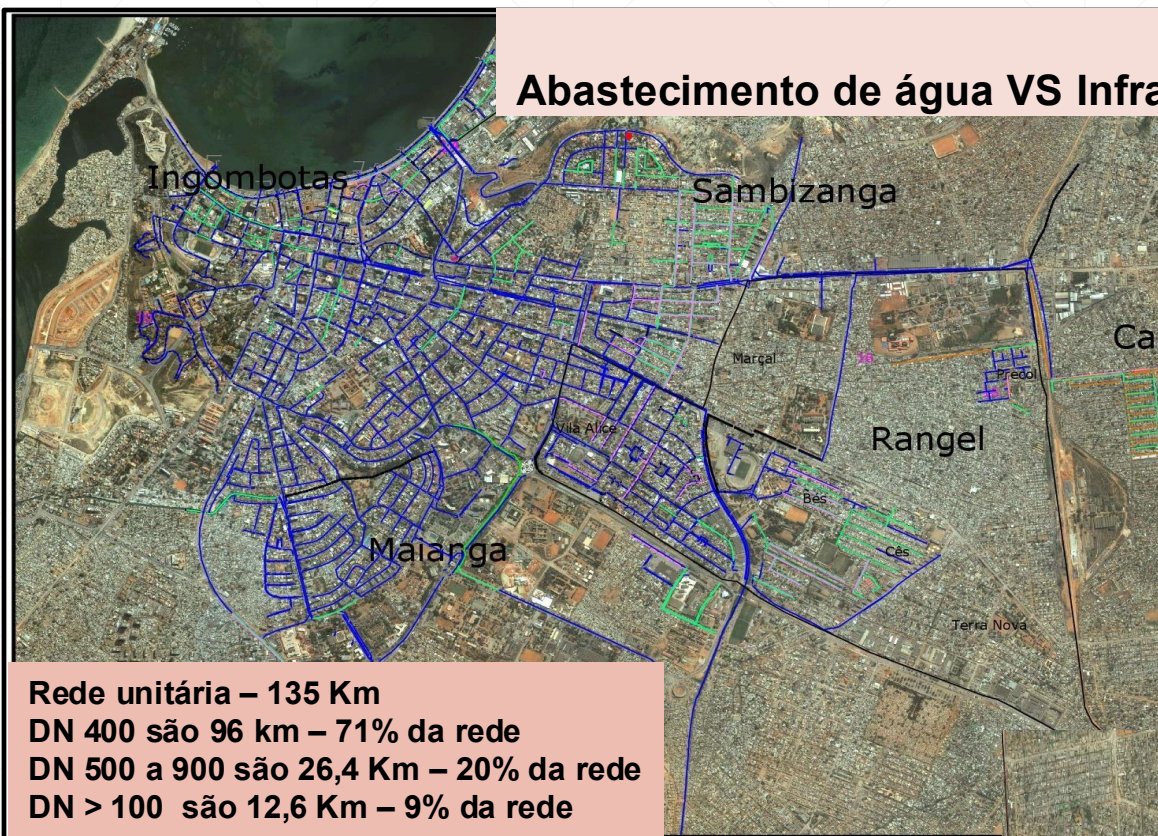 Abastecimento de água VS Infra
Ingombotas
Sambizanga
Ca
Marçal
16
Precol
Vila Alice
Rangel
Bés
Cês
Maianga
Terra Nova
Rede unitária – 135 Km
DN 400 são 96 km – 71% da rede
DN 500 a 900 são 26,4 Km – 20% da rede
DN > 100 são 12,6 Km – 9% da rede